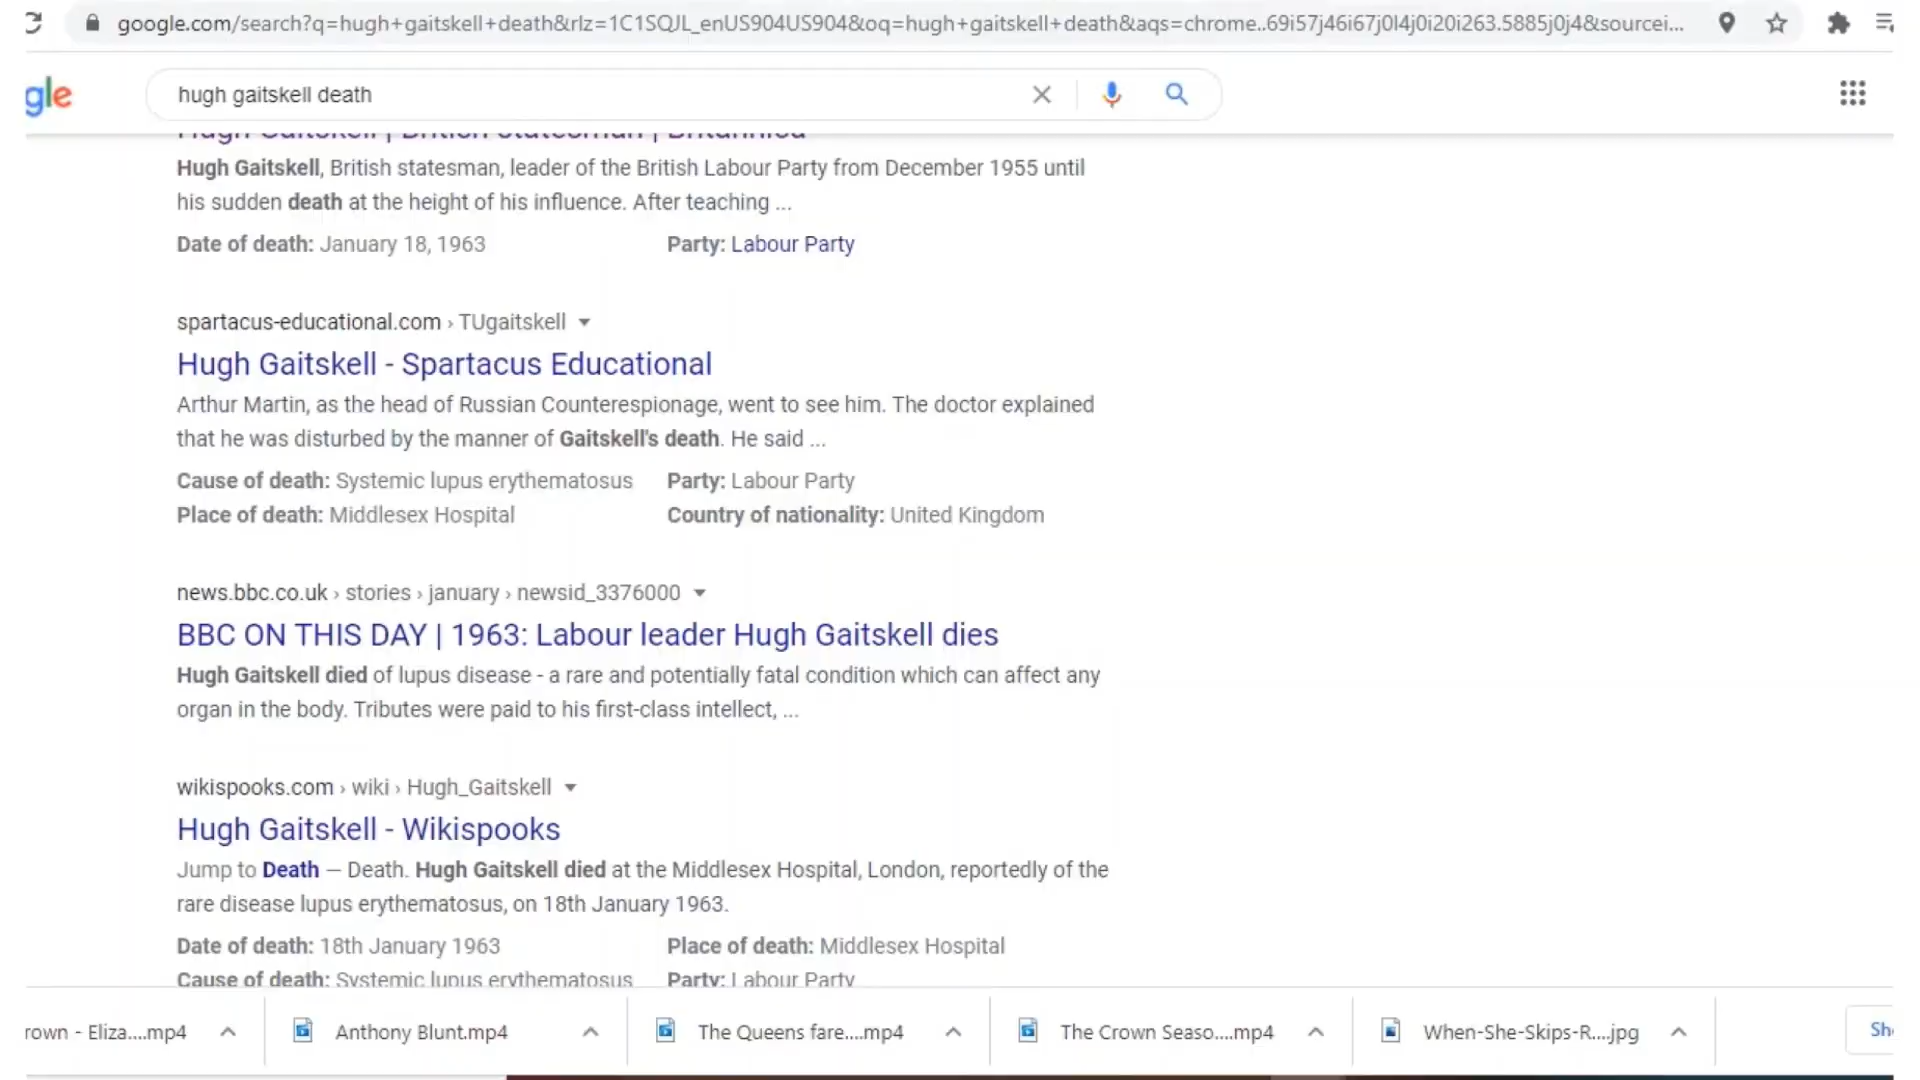 google.com/search?q=hugh+gaitskell+death&rlz=1C1SQJL_enUS904US904&oq=hugh+gaitskell+death&aqs=chrome..69i57j46i67j0l4j0i20i263.5885j0j4&sourcei...
gle
hugh gaitskell death
Hugh Gaitskell | British statesman | Britannica
Hugh Gaitskell, British statesman, leader of the British Labour Party from December 1955 until
his sudden death at the height of his influence. After teaching ...
Date of death: January 18, 1963 Party: Labour Party
spartacus-educational.com › TUgaitskell
Hugh Gaitskell - Spartacus Educational
Arthur Martin, as the head of Russian Counterespionage, went to see him. The doctor explained
that he was disturbed by the manner of Gaitskell's death. He said ...
Cause of death: Systemic lupus erythematosus Party: Labour Party
Place of death: Middlesex Hospital Country of nationality: United Kingdom
news.bbc.co.uk › stories › january › newsid_3376000
BBC ON THIS DAY | 1963: Labour leader Hugh Gaitskell dies
Hugh Gaitskell died of lupus disease - a rare and potentially fatal condition which can affect any
organ in the body. Tributes were paid to his first-class intellect, ...
wikispooks.com › wiki › Hugh_Gaitskell
Hugh Gaitskell - Wikispooks
Jump to Death — Death. Hugh Gaitskell died at the Middlesex Hospital, London, reportedly of the
rare disease lupus erythematosus, on 18th January 1963.
Date of death: 18th January 1963 Place of death: Middlesex Hospital
Cause of death: Systemic lupus erythematosus Party: Labour Party
rown - Eliza....mp4 Anthony Blunt.mp4 The Queens fare....mp4 The Crown Seaso....mp4 When-She-Skips-R....jpg Sh